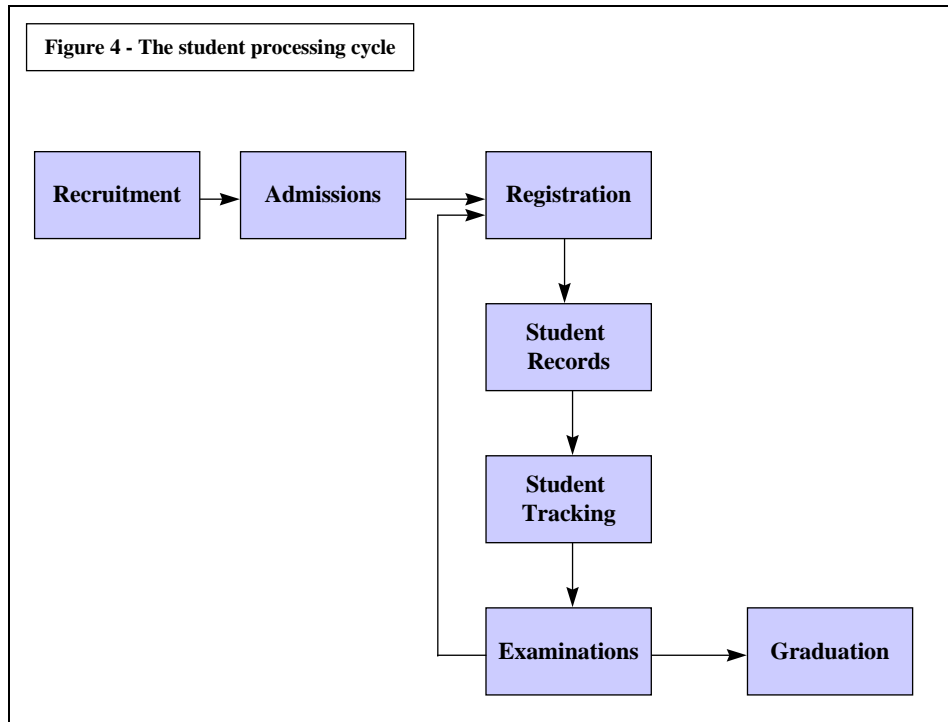 Figure 4 - The student processing cycle
Recruitment
Admissions
Registration
Student
Records
Student
Tracking
Examinations
Graduation